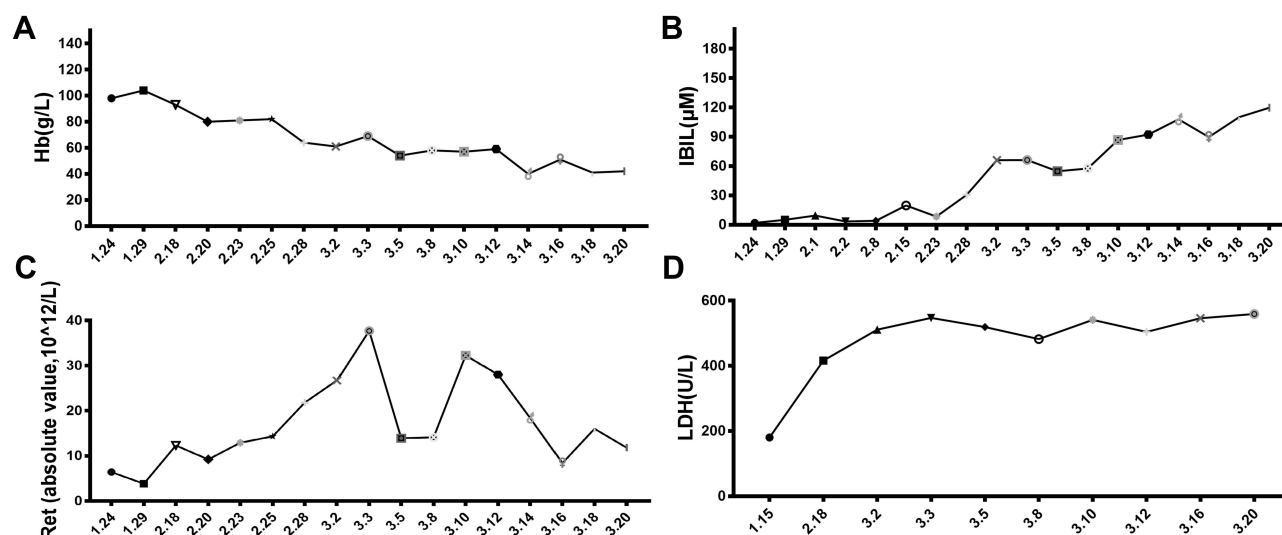 A
Hb(g/L)
140
120
100
80
60
40
20
0
1.24 1.29 2.18 2.20 2.23 2.25 2.28 3.2 3.3 3.5 3.8 3.10 3.12 3.14 3.16 3.18 3.20
B
IBIL(μM)
180
150
120
90
60
30
0
1.24 1.29 2.1 2.2 2.8 2.15 2.23 2.28 3.2 3.3 3.5 3.8 3.10 3.12 3.14 3.16 3.18 3.20
C
Ret (absolute value,10^12/L)
40
30
20
10
0
1.24 1.29 2.18 2.20 2.23 2.25 2.28 3.2 3.3 3.5 3.8 3.10 3.12 3.14 3.16 3.18 3.20
D
LDH(U/L)
600
400
200
0
1.15 2.18 3.2 3.3 3.5 3.8 3.10 3.12 3.16 3.20